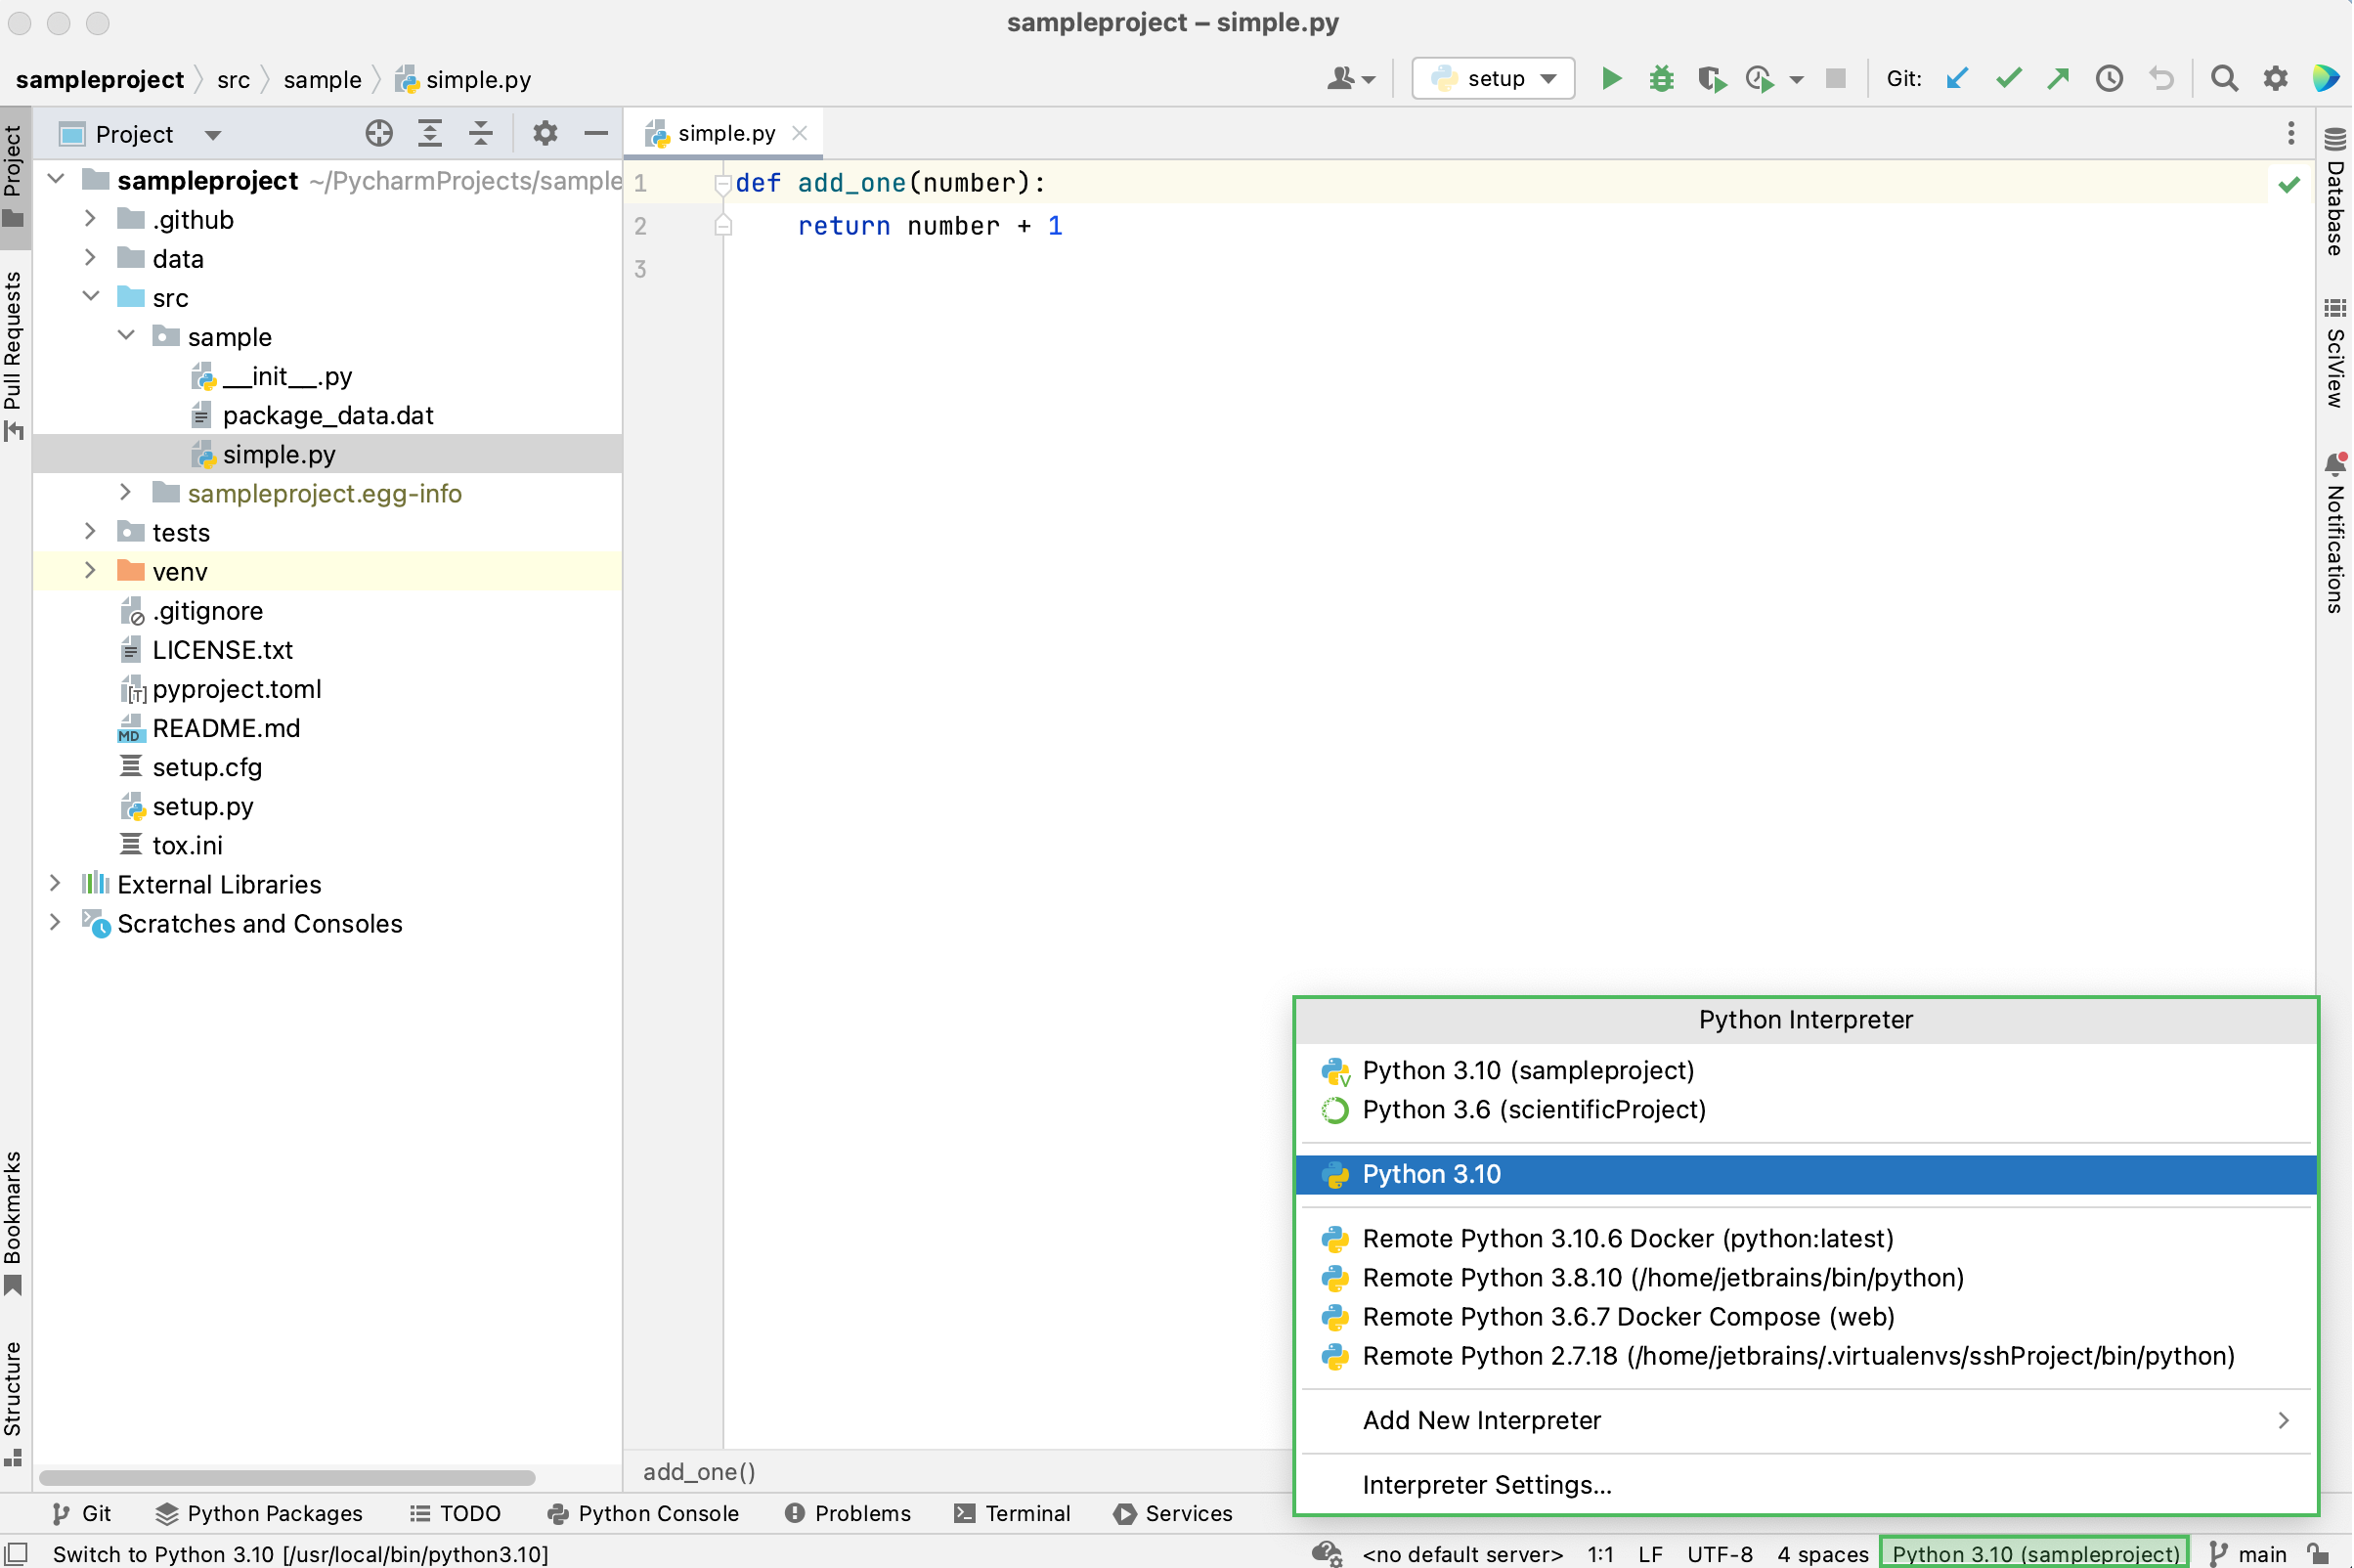 sampleproject – simple.py
sampleproject src sample simple.py
setup
Git:
Project
Project
Pull Requests
Bookmarks
Structure
sampleproject ~/PycharmProjects/sample
.github
data
src
sample
__init__.py
package_data.dat
simple.py
sampleproject.egg-info
tests
venv
.gitignore
LICENSE.txt
pyproject.toml
MD README.md
setup.cfg
setup.py
tox.ini
External Libraries
Scratches and Consoles
simple.py
1 def add_one(number):
2 return number + 1
3
add_one()
Database
SciView
Notifications
Python Interpreter
Python 3.10 (sampleproject)
Python 3.6 (scientificProject)
Python 3.10
Remote Python 3.10.6 Docker (python:latest)
Remote Python 3.8.10 (/home/jetbrains/bin/python)
Remote Python 3.6.7 Docker Compose (web)
Remote Python 2.7.18 (/home/jetbrains/.virtualenvs/sshProject/bin/python)
Add New Interpreter
Interpreter Settings...
Git Python Packages TODO Python Console Problems Terminal Services
Switch to Python 3.10 [/usr/local/bin/python3.10] <no default server> 1:1 LF UTF-8 4 spaces Python 3.10 (sampleproject) main